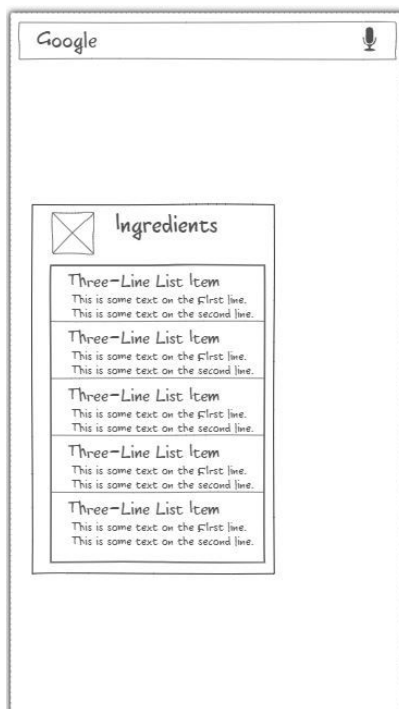 Google
Ingredients
Three-Line List Item
This is some text on the First line.
This is some text on the second line.
Three-Line List Item
This is some text on the First line.
This is some text on the second line.
Three-Line List Item
This is some text on the First line.
This is some text on the second line.
Three-Line List Item
This is some text on the First line.
This is some text on the second line.
Three-Line List Item
This is some text on the First line.
This is some text on the second line.